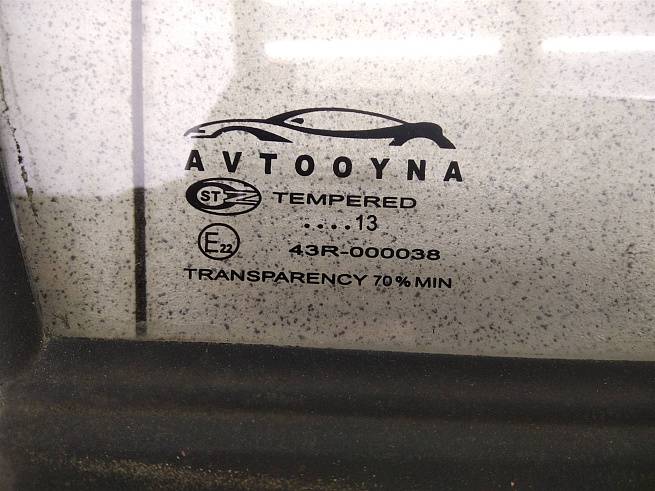 AVTOOYNA
ST TEMPERED
....13
E22 43R-000038
TRANSPARENCY 70% MIN